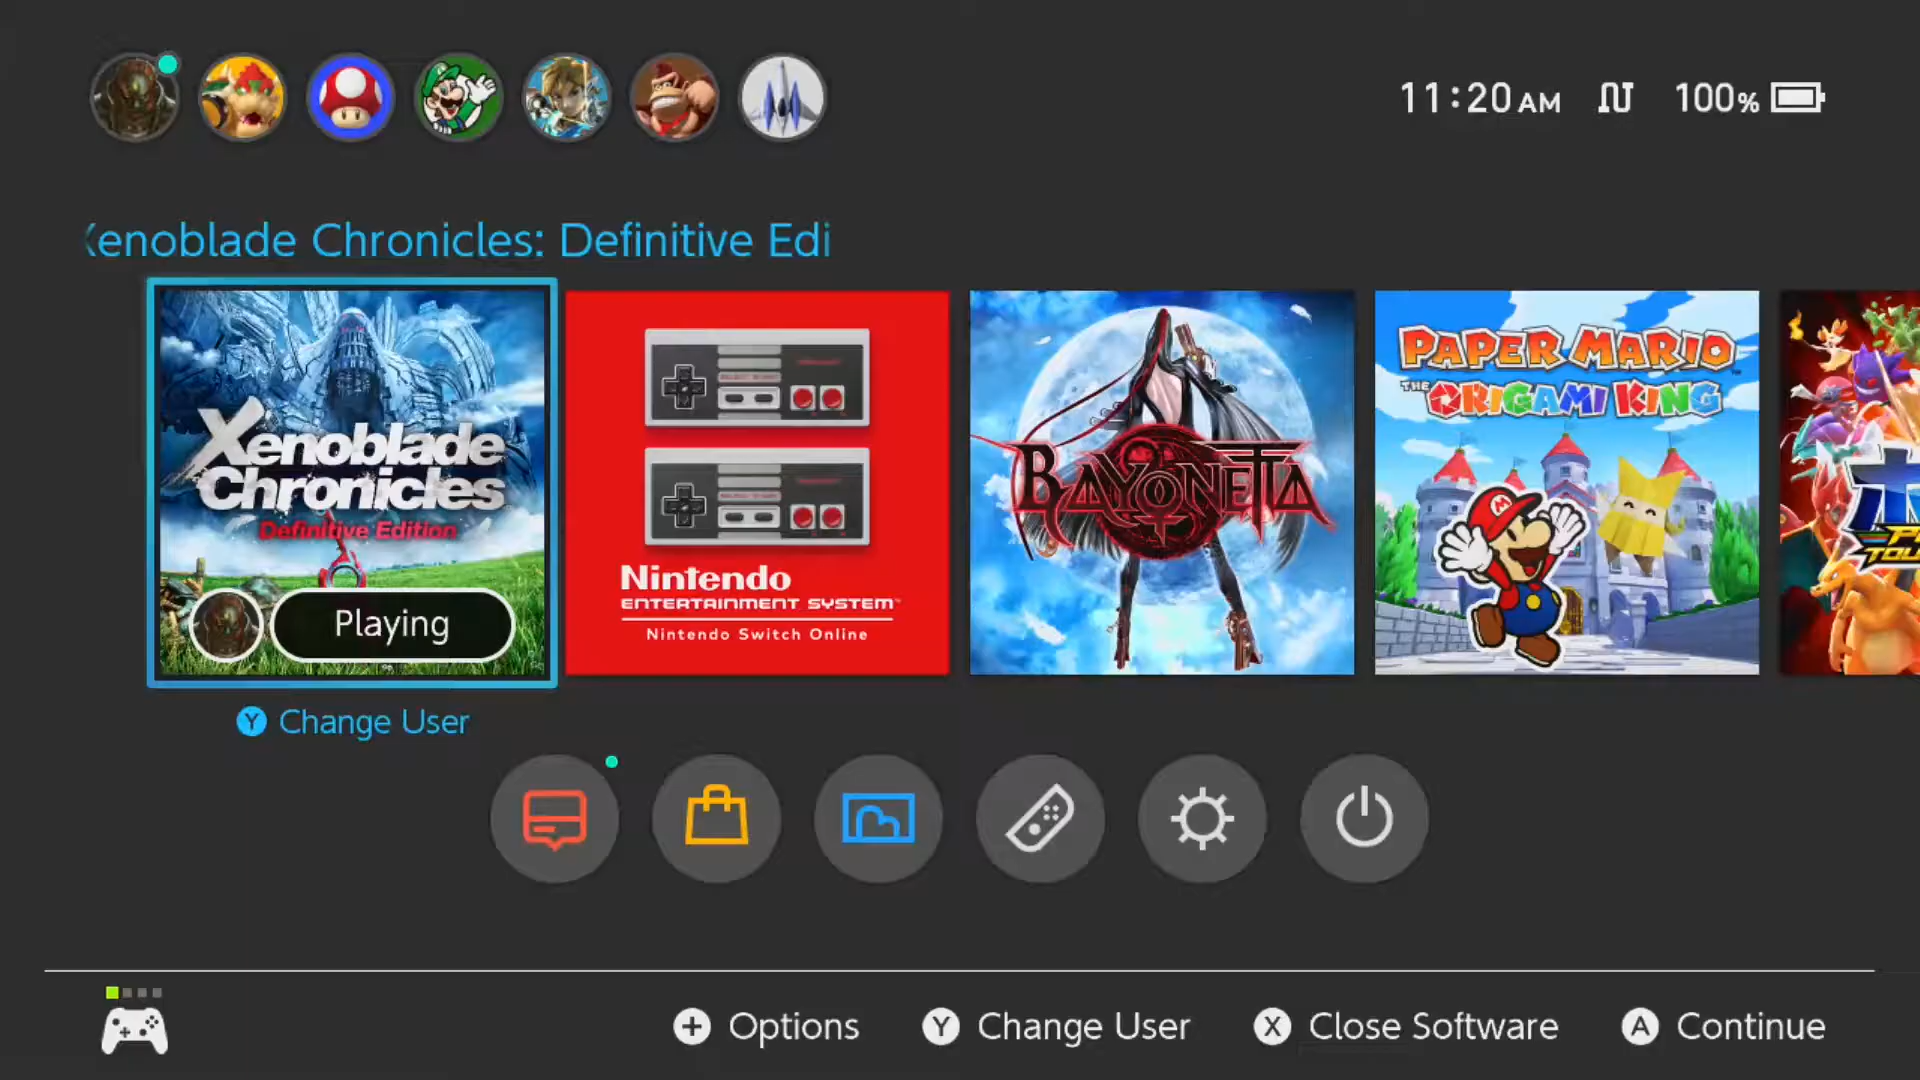 11:20 AM 100%
Xenoblade Chronicles: Definitive Edi
Xenoblade
Chronicles
Definitive Edition
Playing
Nintendo
ENTERTAINMENT SYSTEM™
Nintendo Switch Online
BAYONETTA
PAPER MARIO
THE ORIGAMI KING
Y Change User
+ Options
Y Change User
X Close Software
A Continue